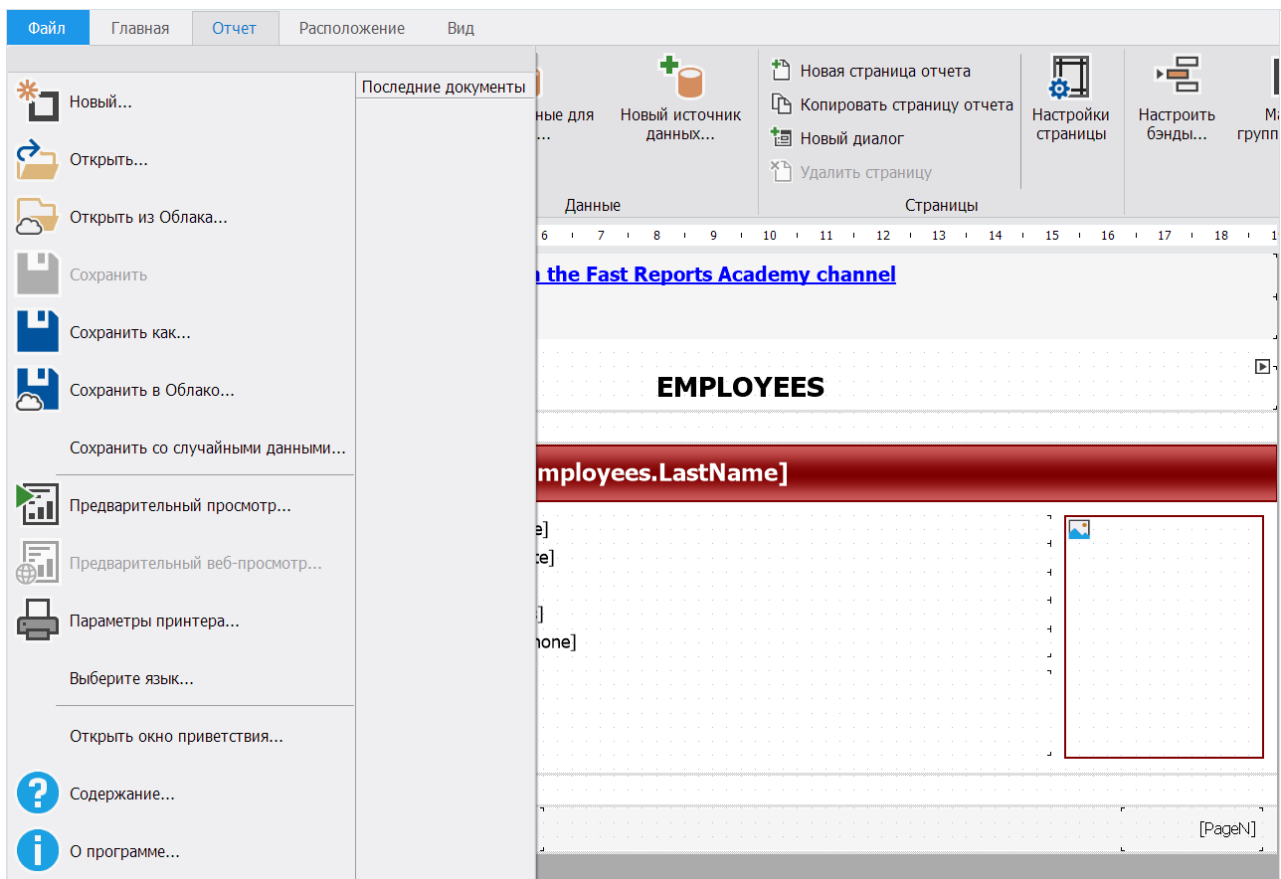 Файл Главная Отчет Расположение Вид
Последние документы
Новый...
Открыть...
Открыть из Облака...
Сохранить
Сохранить как...
Сохранить в Облако...
Сохранить со случайными данными...
Предварительный просмотр...
Предварительный веб-просмотр...
Параметры принтера...
Выберите язык...
Открыть окно приветствия...
Содержание...
О программе...
для
...
Новый источник
данных...
Данные
Новая страница отчета
Копировать страницу отчета
Новый диалог
Удалить страницу
Настройки
страницы
Страницы
Настроить
бэнды...
6 7 8 9 10 11 12 13 14 15 16 17 18
the Fast Reports Academy channel
EMPLOYEES
mployees.LastName]
e]
te]
]
hone]
[PageN]